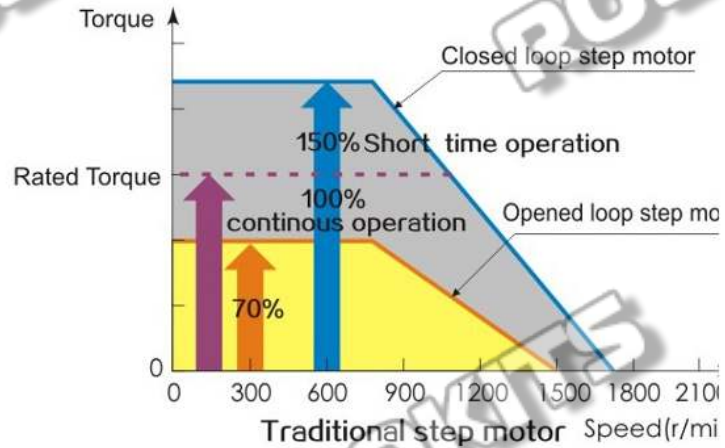 Torque
Closed loop step motor
150% Short time operation
Rated Torque
100%
continous operation
Opened loop step mo
70%
0
0 300 600 900 1200 1500 1800 2100
Traditional step motor Speed(r/mi